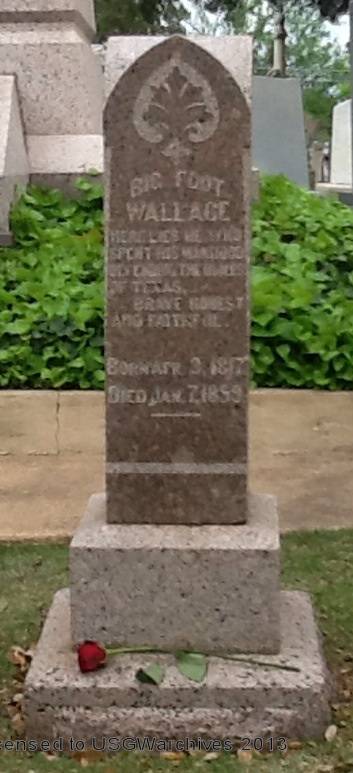 BIG FOOT
WALLACE
HERE LIES HE WHO
SPENT HIS MANHOOD
DEFENDING THE HOMES
OF TEXAS.
BRAVE HONEST
AND FAITHFUL.
BORN APR. 3, 1817
DIED JAN. 7, 1899.
censed to USGWarchives 2013